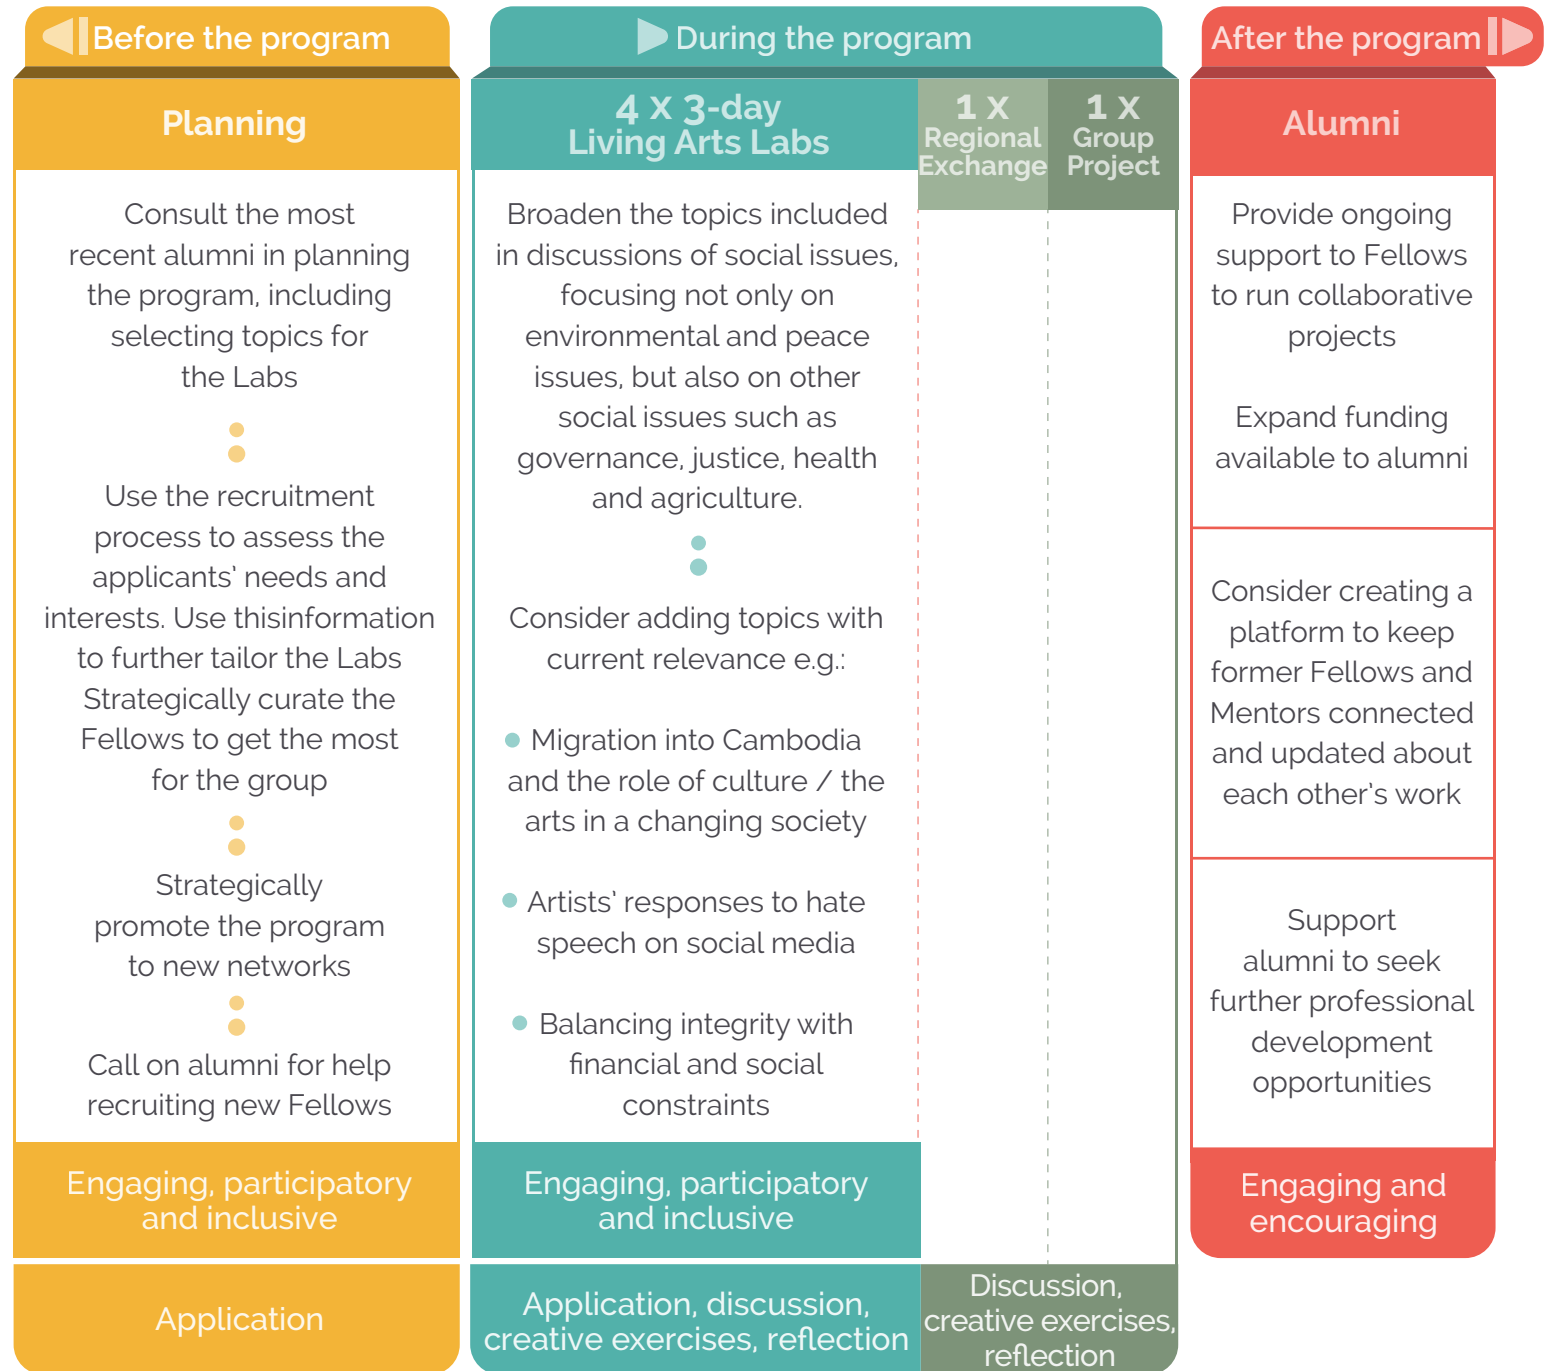 Before the program
Planning
Consult the most
recent alumni in planning
the program, including
selecting topics for
the Labs
Use the recruitment
process to assess the
applicants' needs and
interests. Use thisinformation
to further tailor the Labs
Strategically curate the
Fellows to get the most
for the group
Strategically
promote the program
to new networks
Call on alumni for help
recruiting new Fellows
Engaging, participatory
and inclusive
Application
During the program
4 x 3-day
Living Arts Labs
Broaden the topics included
in discussions of social issues,
focusing not only on
environmental and peace
issues, but also on other
social issues such as
governance, justice, health
and agriculture.
Consider adding topics with
current relevance e.g.:
• Migration into Cambodia
and the role of culture / the
arts in a changing society
• Artists' responses to hate
speech on social media
• Balancing integrity with
financial and social
constraints
Engaging, participatory
and inclusive
Application, discussion,
creative exercises, reflection
1 x
Regional
Exchange
1 x
Group
Project
Discussion,
creative exercises,
reflection
After the program
Alumni
Provide ongoing
support to Fellows
to run collaborative
projects
Expand funding
available to alumni
Consider creating a
platform to keep
former Fellows and
Mentors connected
and updated about
each other's work
Support
alumni to seek
further professional
development
opportunities
Engaging and
encouraging